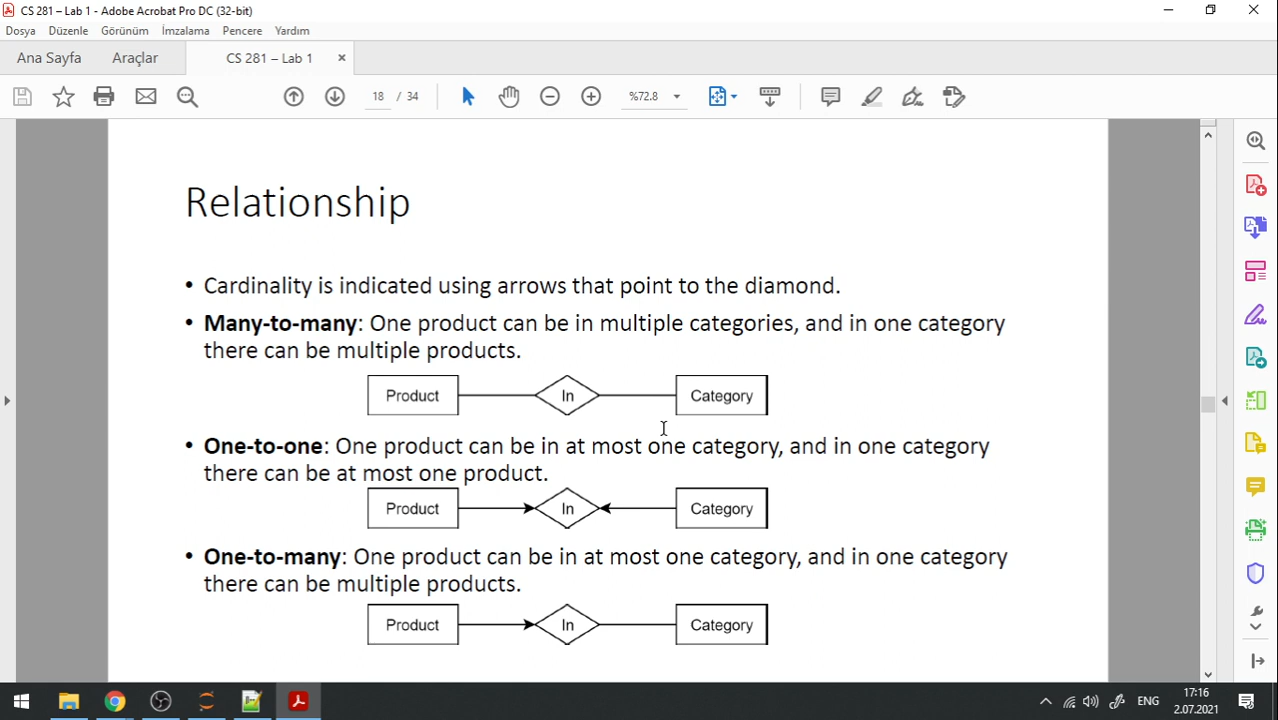 CS 281 – Lab 1 - Adobe Acrobat Pro DC (32-bit)
Dosya Düzenle Görünüm İmzalama Pencere Yardım
Ana Sayfa Araçlar CS 281 – Lab 1 ×
18 / 34 %72.8
Relationship
• Cardinality is indicated using arrows that point to the diamond.
• Many-to-many: One product can be in multiple categories, and in one category
there can be multiple products.
Product In Category
• One-to-one: One product can be in at most one category, and in one category
there can be at most one product.
Product In Category
• One-to-many: One product can be in at most one category, and in one category
there can be multiple products.
Product In Category
ENG 17:16
2.07.2021